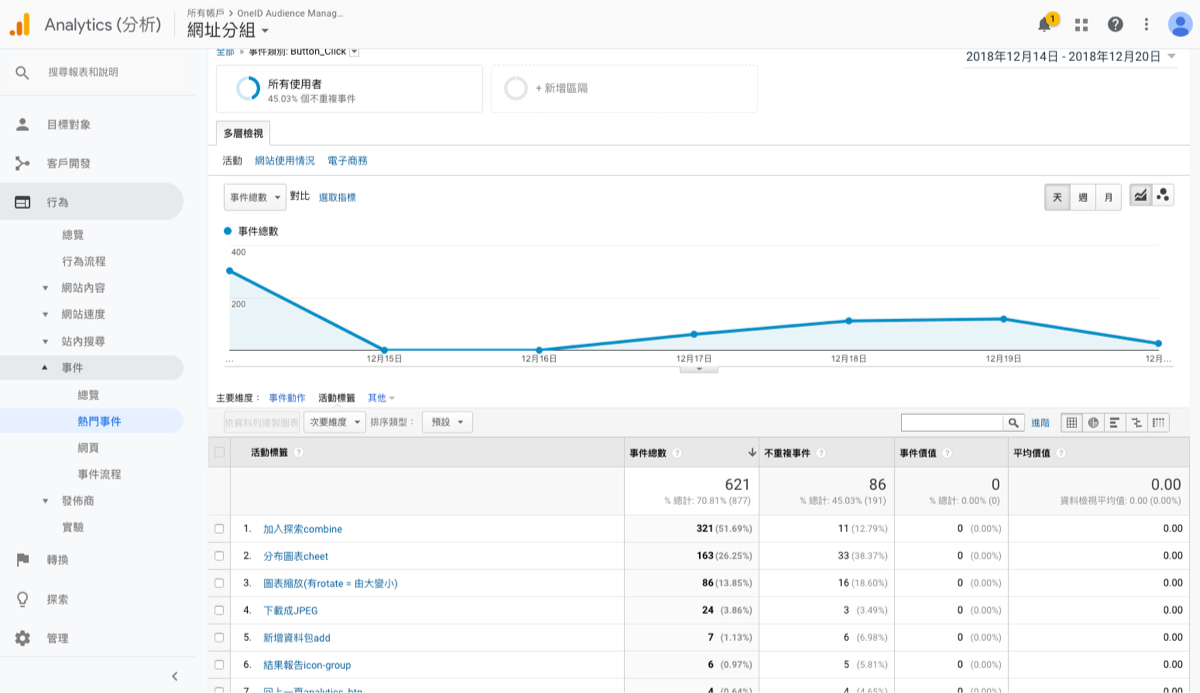 Analytics (分析)
所有帳戶 > OneID Audience Manag...
網址分組
1
搜尋報表和說明
目標對象
客戶開發
行為
總覽
行為流程
網站內容
網站速度
站內搜尋
事件
總覽
熱門事件
網頁
事件流程
發佈商
實驗
轉換
探索
管理
全部 » 事件類別: Button_Click
2018年12月14日 - 2018年12月20日
所有使用者
45.03% 個不重複事件
+ 新增區隔
多層檢視
活動 網站使用情況 電子商務
事件總數 對比 選取指標
天 週 月
事件總數
400
200
... 12月15日 12月16日 12月17日 12月18日 12月19日 12月...
主要維度： 事件動作 活動標籤 其他
依資料列繪製圖表 次要維度 排序類型： 預設 進階
活動標籤 ? 事件總數 ? 不重複事件 ? 事件價值 ? 平均價值 ?
621 86 0 0.00
% 總計: 70.81% (877) % 總計: 45.03% (191) % 總計: 0.00% (0) 資料檢視平均值: 0.00 (0.00%)
1. 加入探索combine 321 (51.69%) 11 (12.79%) 0 (0.00%) 0.00
2. 分布圖表cheet 163 (26.25%) 33 (38.37%) 0 (0.00%) 0.00
3. 圖表縮放(有rotate = 由大變小) 86 (13.85%) 16 (18.60%) 0 (0.00%) 0.00
4. 下載成JPEG 24 (3.86%) 3 (3.49%) 0 (0.00%) 0.00
5. 新增資料包add 7 (1.13%) 6 (6.98%) 0 (0.00%) 0.00
6. 結果報告icon-group 6 (0.97%) 5 (5.81%) 0 (0.00%) 0.00
7. 回上一頁analytics_btn 4 (0.64%) 4 (4.65%) 0 (0.00%) 0.00